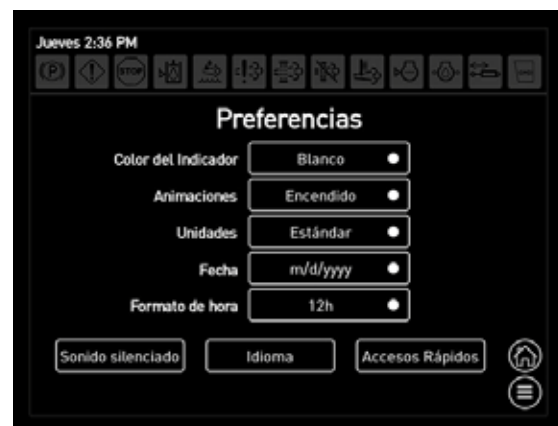 Jueves 2:36 PM
(P) STOP
Preferencias
Color del Indicador Blanco
Animaciones Encendido
Unidades Estándar
Fecha m/d/yyyy
Formato de hora 12h
Sonido silenciado Idioma Accesos Rápidos